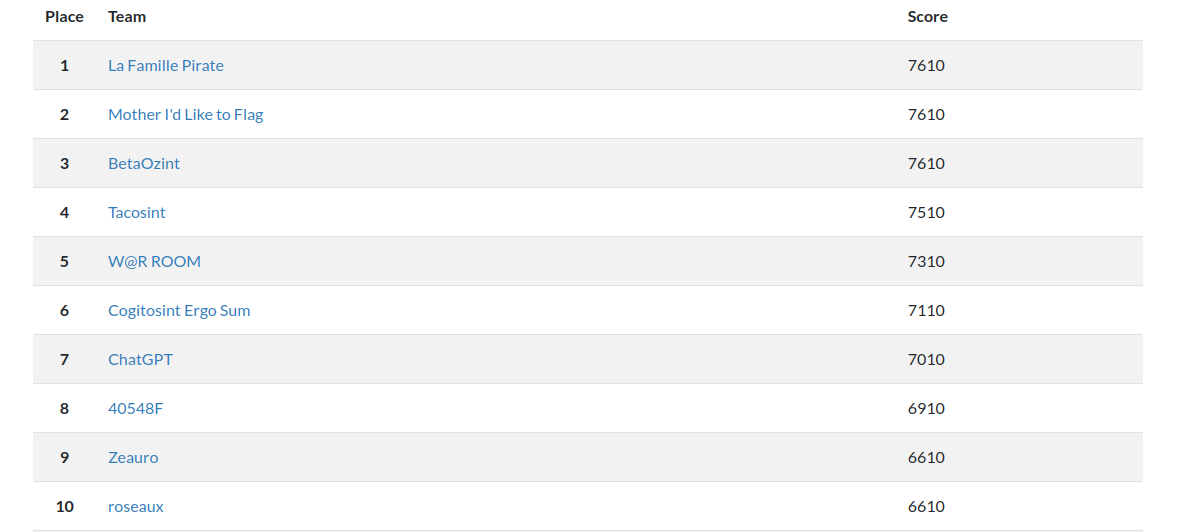 Place Team Score
1 La Famille Pirate 7610
2 Mother I'd Like to Flag 7610
3 BetaOzint 7610
4 Tacosint 7510
5 W@R ROOM 7310
6 Cogitosint Ergo Sum 7110
7 ChatGPT 7010
8 40548F 6910
9 Zeauro 6610
10 roseaux 6610